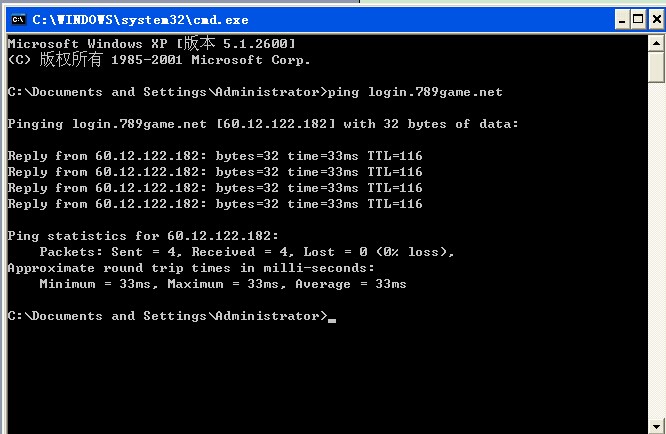 C:\WINDOWS\system32\cmd.exe
Microsoft Windows XP [版本 5.1.2600]
(C) 版权所有 1985-2001 Microsoft Corp.
C:\Documents and Settings\Administrator>ping login.789game.net
Pinging login.789game.net [60.12.122.182] with 32 bytes of data:
Reply from 60.12.122.182: bytes=32 time=33ms TTL=116
Reply from 60.12.122.182: bytes=32 time=33ms TTL=116
Reply from 60.12.122.182: bytes=32 time=33ms TTL=116
Reply from 60.12.122.182: bytes=32 time=33ms TTL=116
Ping statistics for 60.12.122.182:
Packets: Sent = 4, Received = 4, Lost = 0 (0% loss),
Approximate round trip times in milli-seconds:
Minimum = 33ms, Maximum = 33ms, Average = 33ms
C:\Documents and Settings\Administrator>_